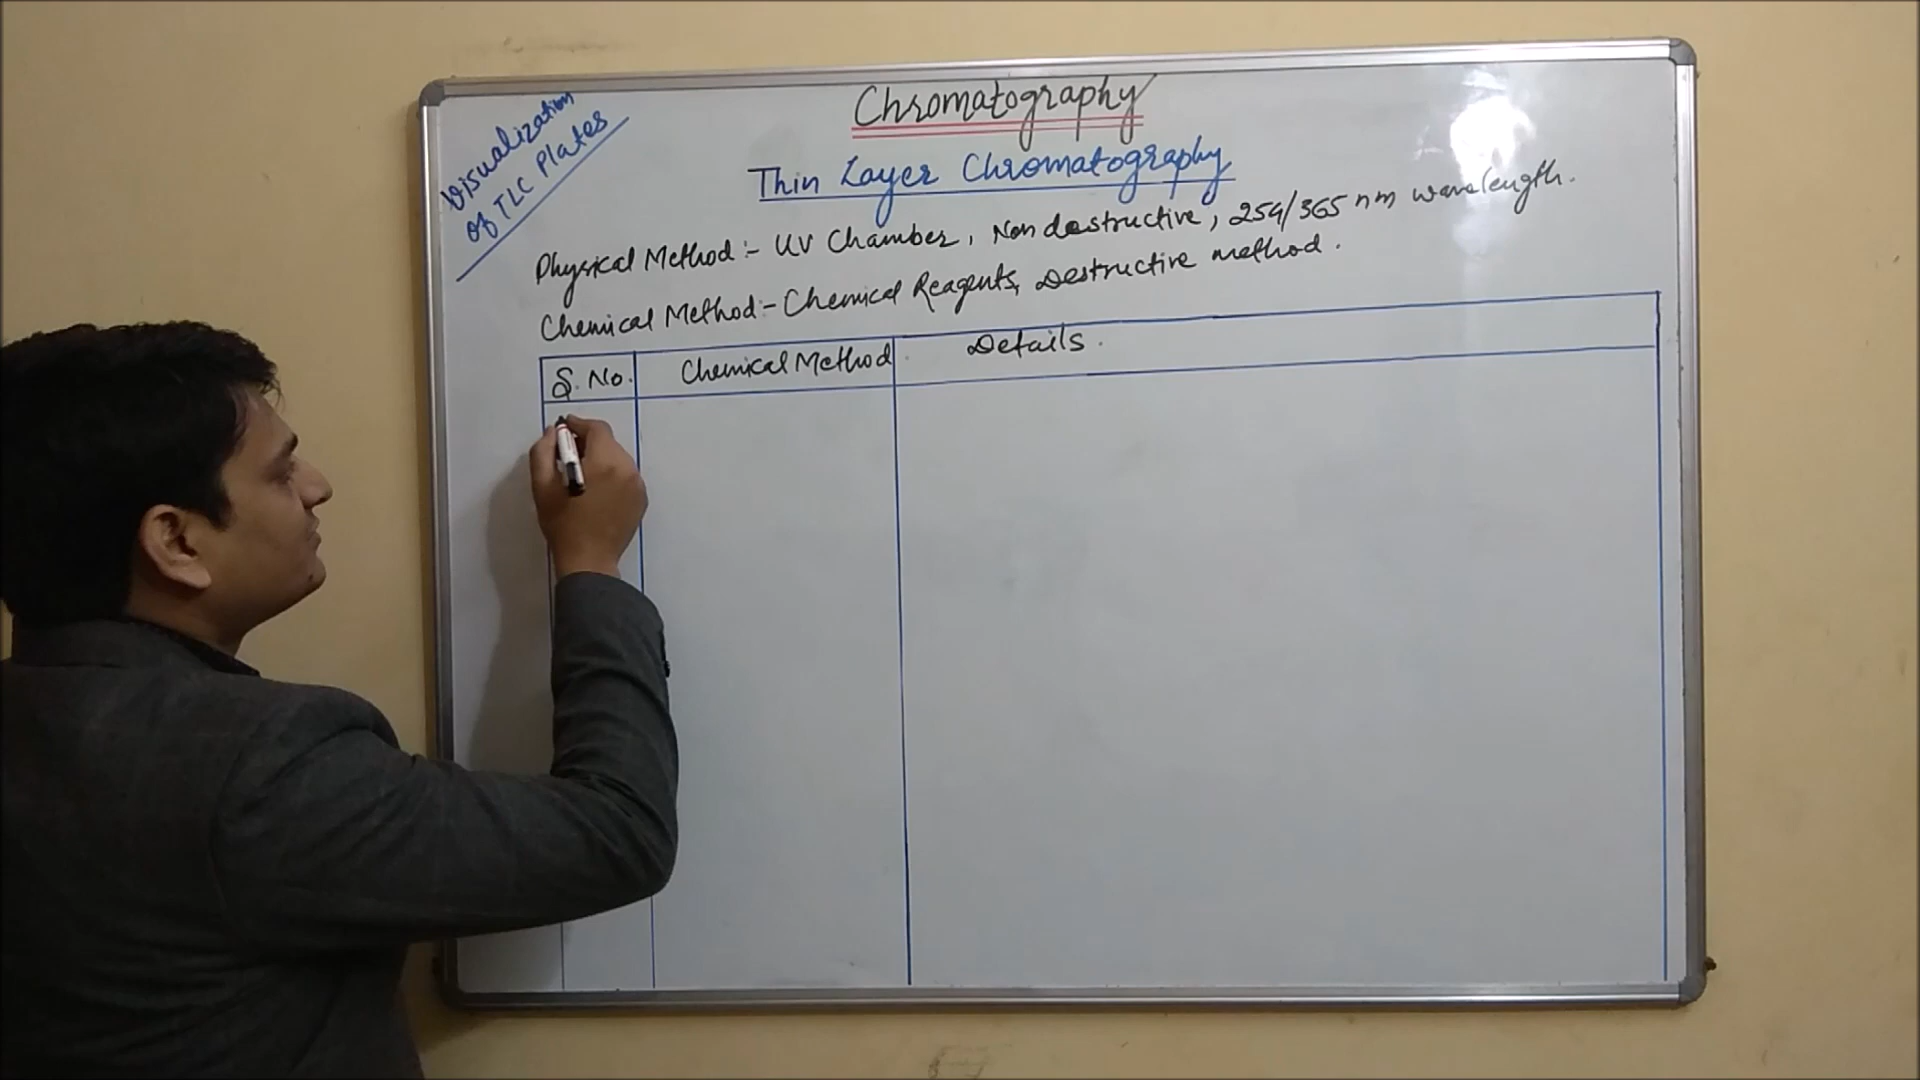 Visualization
of TLC Plates
Chromatography
Thin Layer Chromatography
Physical Method :- UV Chamber, Non destructive, 254/365 nm wavelength.
Chemical Method :- Chemical Reagents, Destructive method.
S. No. Chemical Method Details.